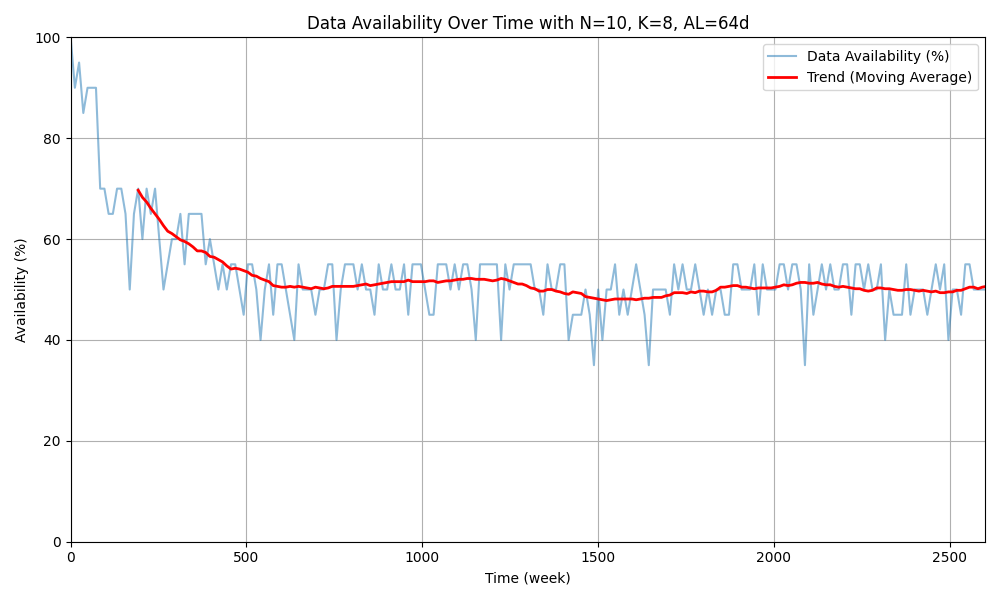 Data Availability Over Time with N=10, K=8, AL=64d
100
80
60
40
20
0
Availability (%)
Data Availability (%)
Trend (Moving Average)
0 500 1000 1500 2000 2500
Time (week)